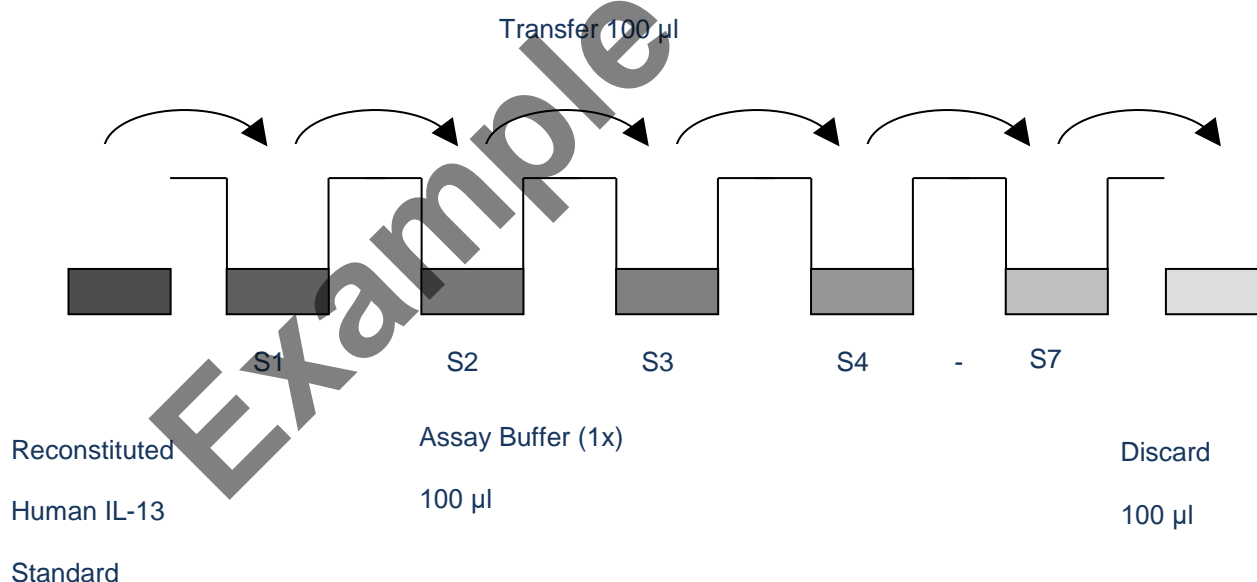 Transfer 100 µl
S1 S2 S3 S4 - S7
Reconstituted
Human IL-13
Standard
Assay Buffer (1x)
100 µl
Discard
100 µl
Example